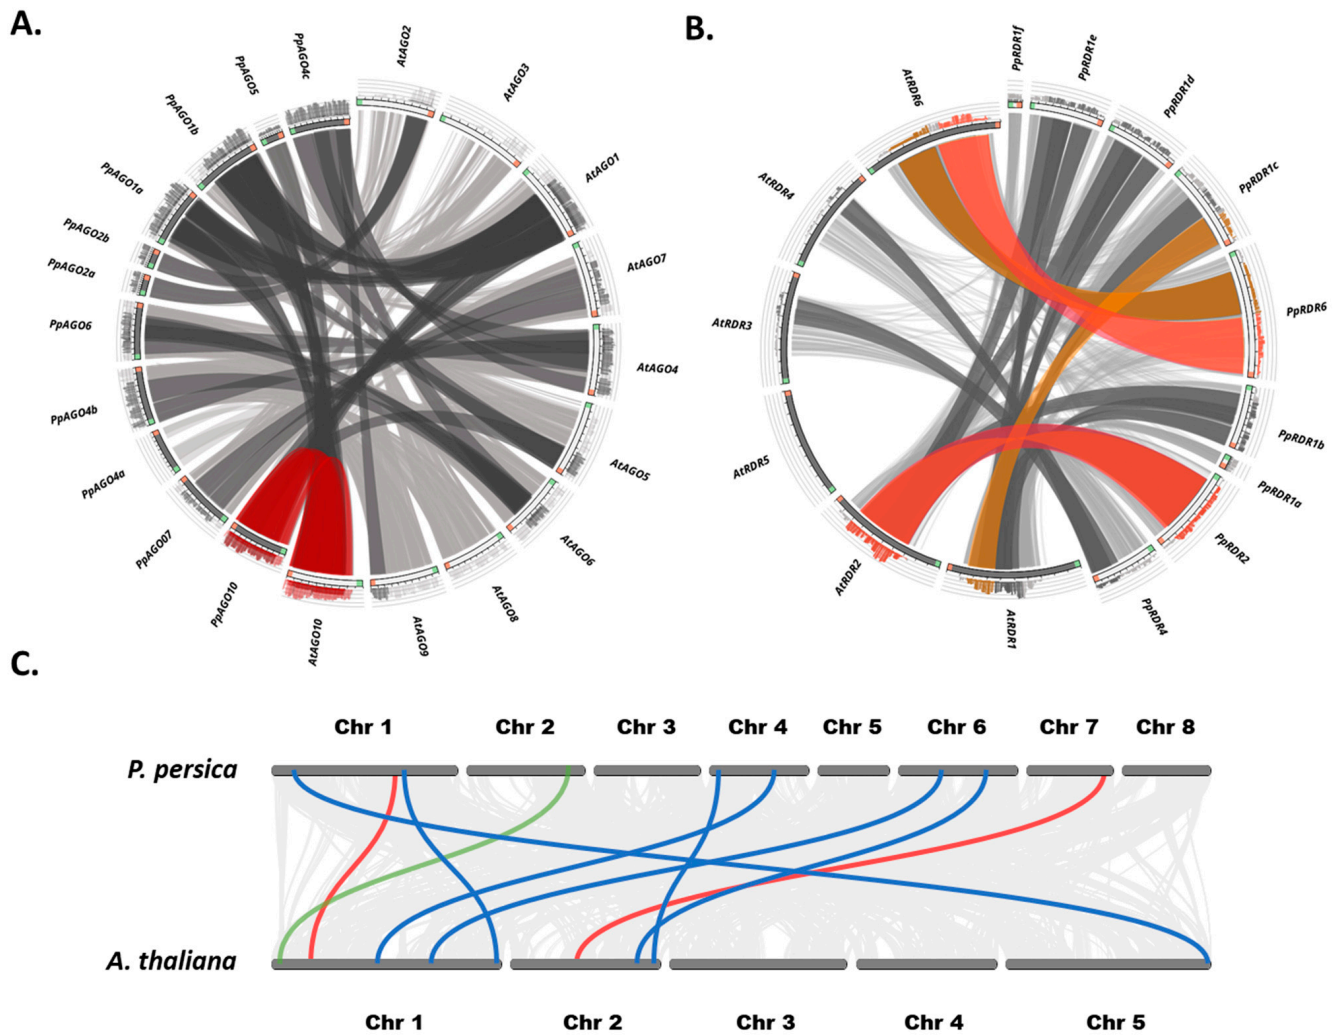 A.
B.
AtAGO2
AtAGO3
AtAGO1
AtAGO7
AtAGO4
AtAGO5
AtAGO6
AtAGO8
AtAGO9
AtAGO10
PpAGO10
PpAGO07
PpAGO4a
PpAGO4b
PpAGO6
PpAGO2a
PpAGO2b
PpAGO1a
PpAGO1b
PpAGO5
PpAGO4c
PpRDR1f
PpRDR1e
PpRDR1d
PpRDR1c
PpRDR6
PpRDR1b
PpRDR1a
PpRDR2
PpRDR4
AtRDR1
AtRDR2
AtRDR5
AtRDR3
AtRDR4
AtRDR6
C.
Chr 1 Chr 2 Chr 3 Chr 4 Chr 5 Chr 6 Chr 7 Chr 8
P. persica
A. thaliana
Chr 1 Chr 2 Chr 3 Chr 4 Chr 5